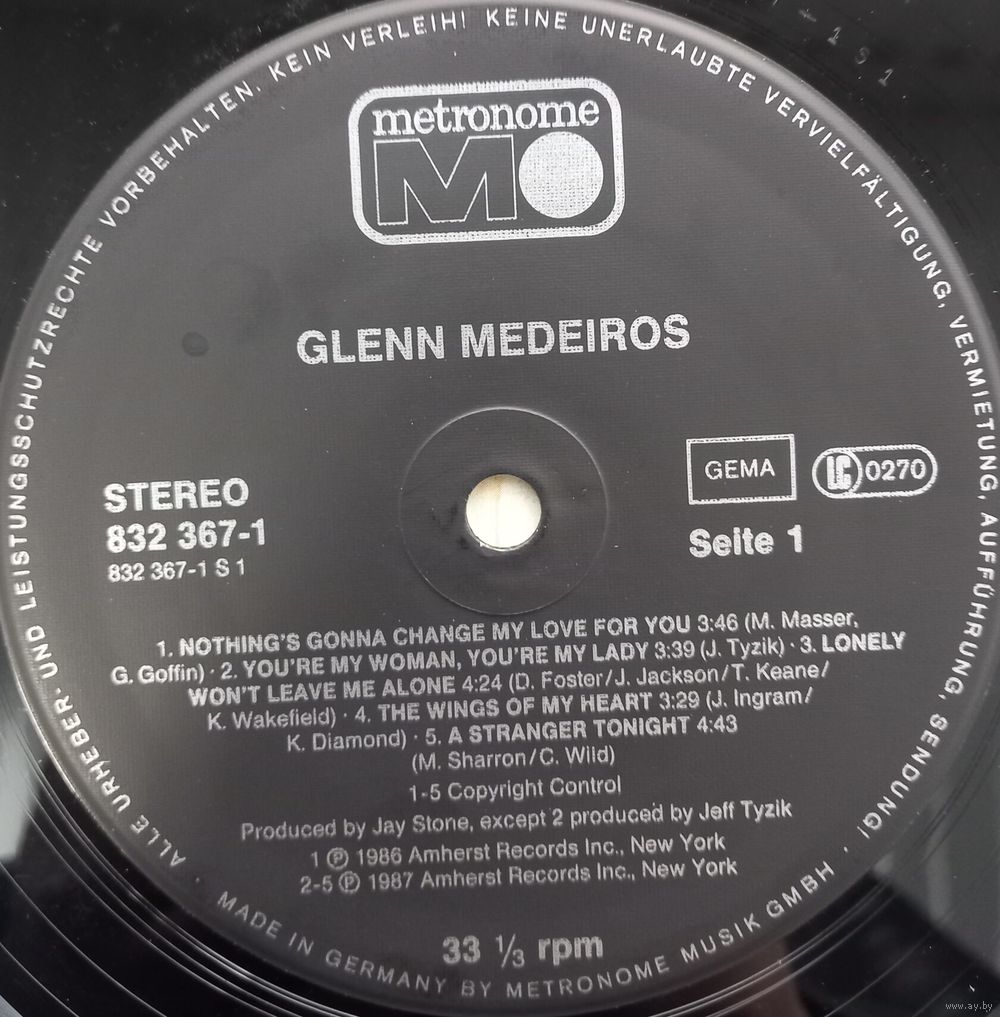 ALLE URHEBER- UND LEISTUNGSSCHUTZRECHTE VORBEHALTEN. KEIN VERLEIH! KEINE UNERLAUBTE VERVIELFÄLTIGUNG, VERMIETUNG, AUFFÜHRUNG, SENDUNG!
1 S 1
metronome
MO
GLENN MEDEIROS
STEREO
832 367-1
832 367-1 S 1
GEMA
LC 0270
Seite 1
1. NOTHING'S GONNA CHANGE MY LOVE FOR YOU 3:46 (M. Masser,
G. Goffin) · 2. YOU'RE MY WOMAN, YOU'RE MY LADY 3:39 (J. Tyzik) · 3. LONELY
WON'T LEAVE ME ALONE 4:24 (D. Foster/J. Jackson/T. Keane/
K. Wakefield) · 4. THE WINGS OF MY HEART 3:29 (J. Ingram/
K. Diamond) · 5. A STRANGER TONIGHT 4:43
(M. Sharron/C. Wild)
1-5 Copyright Control
Produced by Jay Stone, except 2 produced by Jeff Tyzik
1 ℗ 1986 Amherst Records Inc., New York
2-5 ℗ 1987 Amherst Records Inc., New York
33 ⅓ rpm
· MADE IN GERMANY BY METRONOME MUSIK GMBH ·
www.ay.by